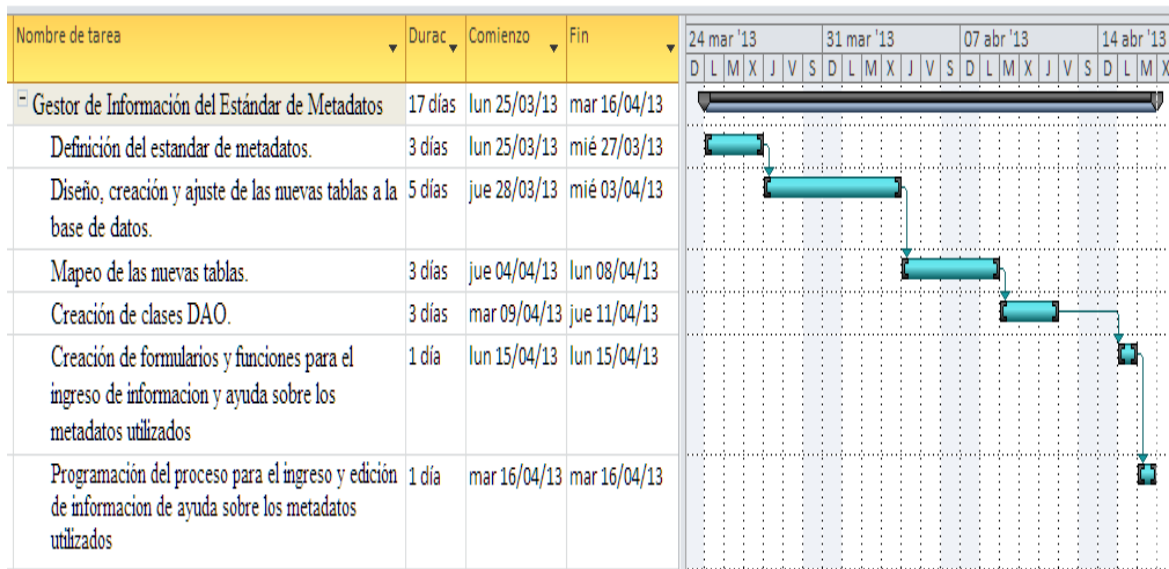 Nombre de tarea Durac Comienzo Fin 24 mar '13 31 mar '13 07 abr '13 14 abr '13
D L M X J V S D L M X J V S D L M X J V S D L M X
Gestor de Información del Estándar de Metadatos 17 días lun 25/03/13 mar 16/04/13
Definición del estandar de metadatos. 3 días lun 25/03/13 mié 27/03/13
Diseño, creación y ajuste de las nuevas tablas a la 5 días jue 28/03/13 mié 03/04/13
base de datos.
Mapeo de las nuevas tablas. 3 días jue 04/04/13 lun 08/04/13
Creación de clases DAO. 3 días mar 09/04/13 jue 11/04/13
Creación de formularios y funciones para el 1 día lun 15/04/13 lun 15/04/13
ingreso de informacion y ayuda sobre los
metadatos utilizados
Programación del proceso para el ingreso y edición 1 día mar 16/04/13 mar 16/04/13
de informacion de ayuda sobre los metadatos
utilizados